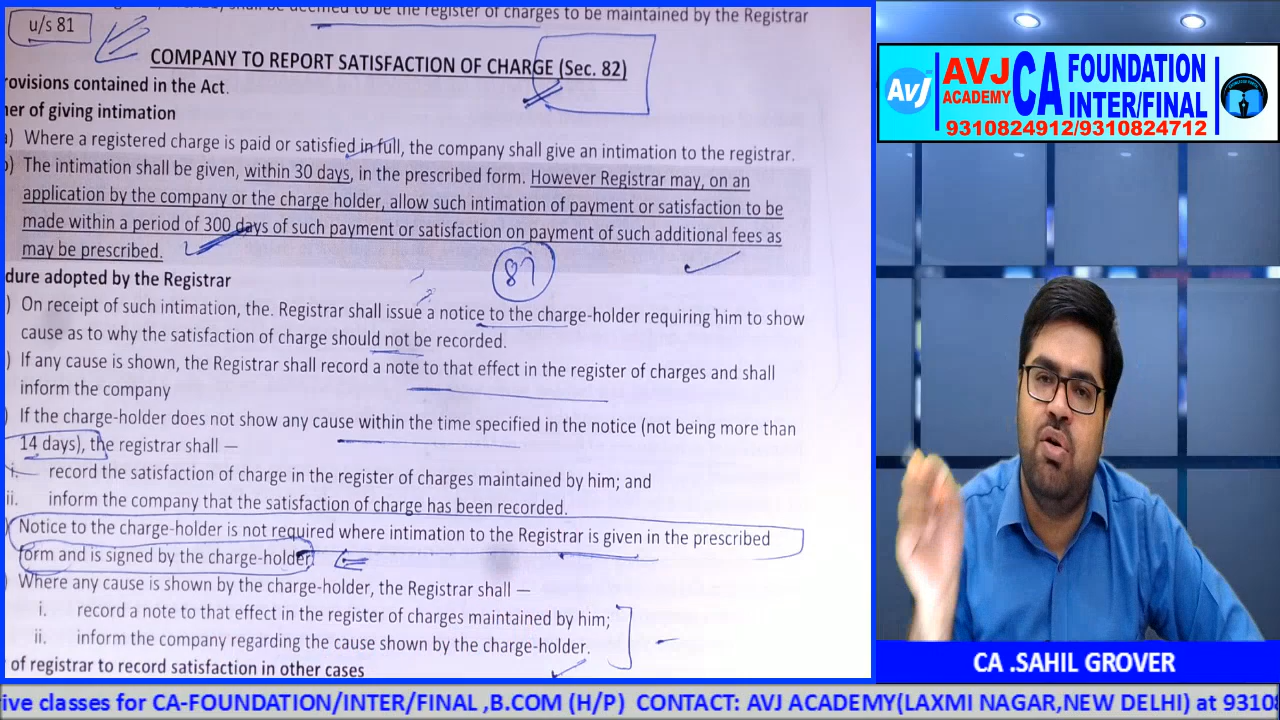 shall be deemed to be the register of charges to be maintained by the Registrar
u/s 81
COMPANY TO REPORT SATISFACTION OF CHARGE (Sec. 82)
rovisions contained in the Act.
ner of giving intimation
) Where a registered charge is paid or satisfied in full, the company shall give an intimation to the registrar.
) The intimation shall be given, within 30 days, in the prescribed form. However Registrar may, on an
application by the company or the charge holder, allow such intimation of payment or satisfaction to be
made within a period of 300 days of such payment or satisfaction on payment of such additional fees as
may be prescribed.
87
dure adopted by the Registrar
) On receipt of such intimation, the. Registrar shall issue a notice to the charge-holder requiring him to show
cause as to why the satisfaction of charge should not be recorded.
) If any cause is shown, the Registrar shall record a note to that effect in the register of charges and shall
inform the company
) If the charge-holder does not show any cause within the time specified in the notice (not being more than
14 days), the registrar shall —
i. record the satisfaction of charge in the register of charges maintained by him; and
ii. inform the company that the satisfaction of charge has been recorded.
) Notice to the charge-holder is not required where intimation to the Registrar is given in the prescribed
form and is signed by the charge-holder.
) Where any cause is shown by the charge-holder, the Registrar shall —
i. record a note to that effect in the register of charges maintained by him;
ii. inform the company regarding the cause shown by the charge-holder.
of registrar to record satisfaction in other cases
AVJ
AVJ
ACADEMY
CA
FOUNDATION
INTER/FINAL
9310824912/9310824712
CA .SAHIL GROVER
ive classes for CA-FOUNDATION/INTER/FINAL ,B.COM (H/P) CONTACT: AVJ ACADEMY(LAXMI NAGAR,NEW DELHI) at 9310